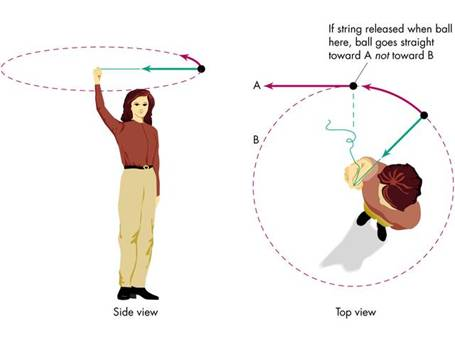 If string released when ball
here, ball goes straight
toward A not toward B
A
B
Side view
Top view